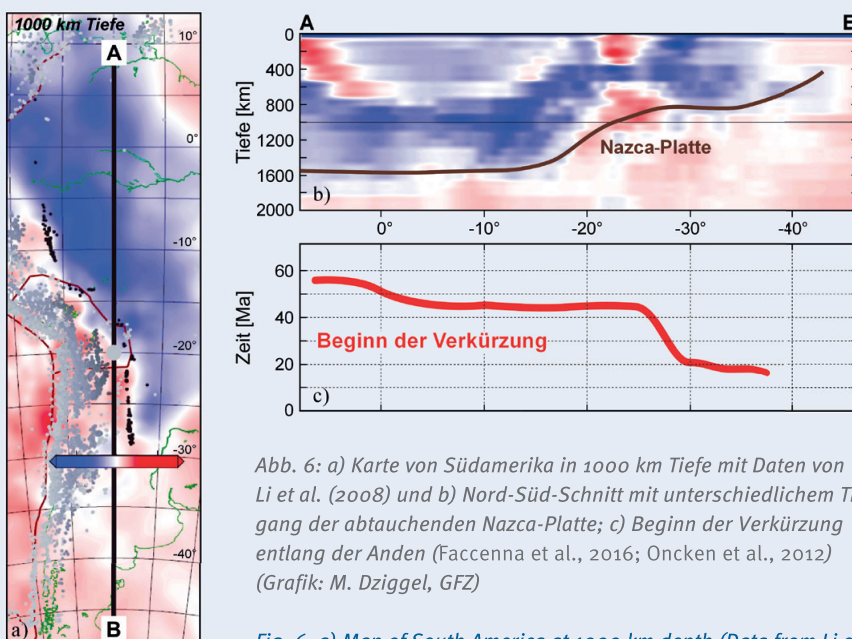 1000 km Tiefe
10°
A
0°
-10°
-20°
-30°
-40°
a)
B
A
0
400
800
1200
1600
2000
Tiefe [km]
Nazca-Platte
b)
0°
-10°
-20°
-30°
-40°
60
40
20
0
Zeit [Ma]
Beginn der Verkürzung
c)
Abb. 6: a) Karte von Südamerika in 1000 km Tiefe mit Daten von
Li et al. (2008) und b) Nord-Süd-Schnitt mit unterschiedlichem
gang der abtauchenden Nazca-Platte; c) Beginn der Verkürzung
entlang der Anden (Faccenna et al., 2016; Oncken et al., 2012)
(Grafik: M. Dziggel, GFZ)
Fig. 6: a) Map of South America at 1000 km depth (Data from Li